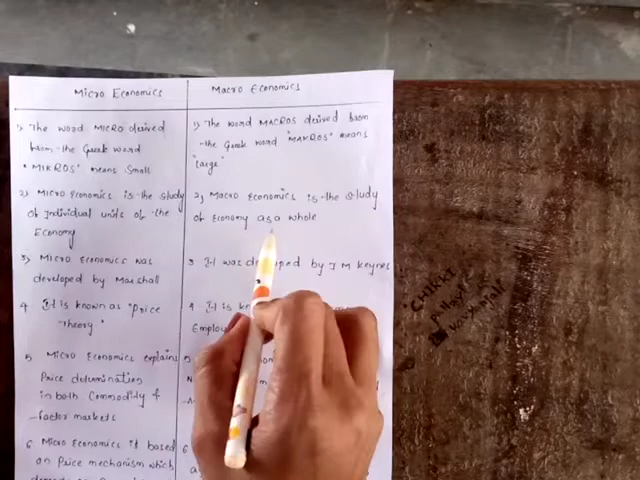 Micro Economics
1) The word MICRO derived
from the Greek word
"MIKROS" means Small
2) Micro Economics is the study
of Individual units of the
Economy
3) Micro Economics was
developed by Marshall
4 It is known as "Price
Theory"
5 Micro Economics explains
Price determination
in both Commodity &
factor markets
6 Micro Economics is based
on Price mechanism which
Macro Economics
1) The word MACROS derived from
the Greek word "MAKROS" means
"Large"
2) Macro Economics is the study
of Economy as a whole
3 It was developed by J M Keynes
4 It is
Employ
5
6
CHIKKI